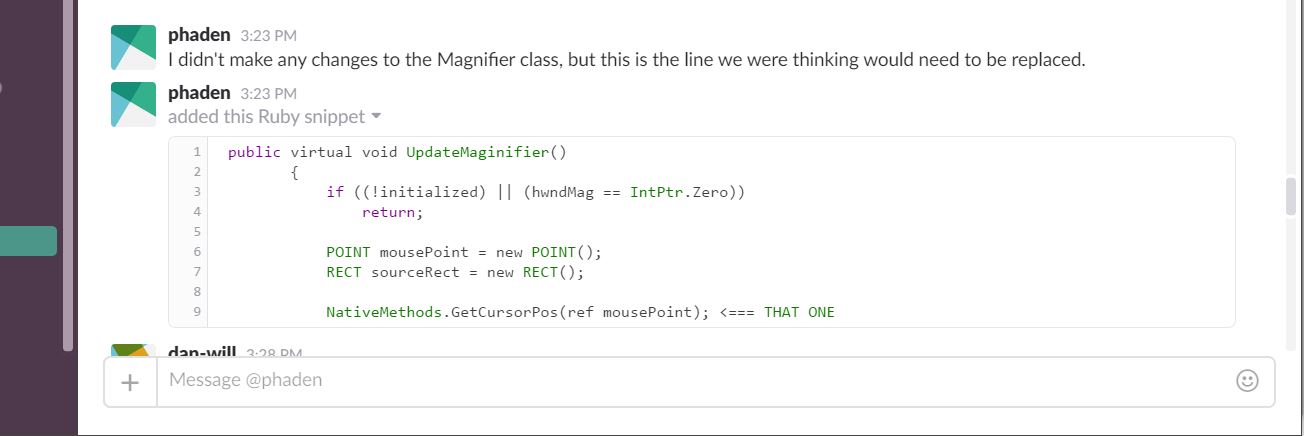 phaden 3:23 PM
I didn't make any changes to the Magnifier class, but this is the line we were thinking would need to be replaced.
phaden 3:23 PM
added this Ruby snippet
1 public virtual void UpdateMaginifier()
2 {
3 if ((!initialized) || (hwndMag == IntPtr.Zero))
4 return;
5
6 POINT mousePoint = new POINT();
7 RECT sourceRect = new RECT();
8
9 NativeMethods.GetCursorPos(ref mousePoint); <=== THAT ONE
dan-will 3:28 PM
Message @phaden